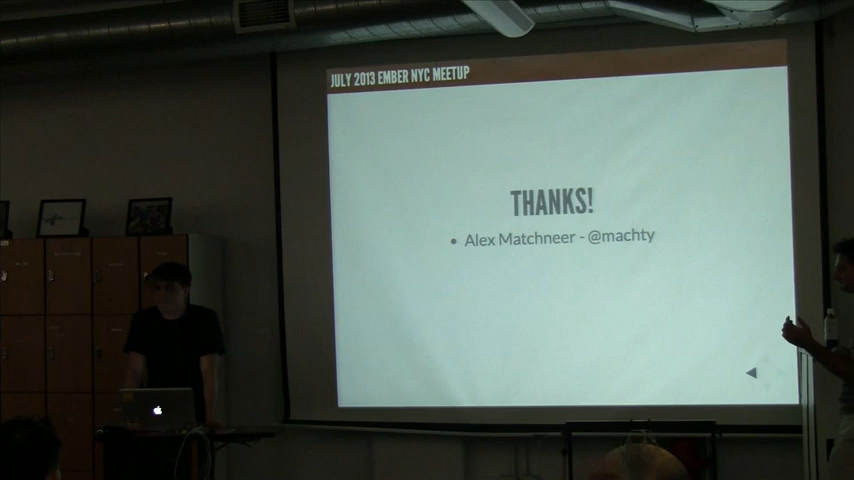 JULY 2013 EMBER NYC MEETUP
THANKS!
• Alex Matchneer - @machty